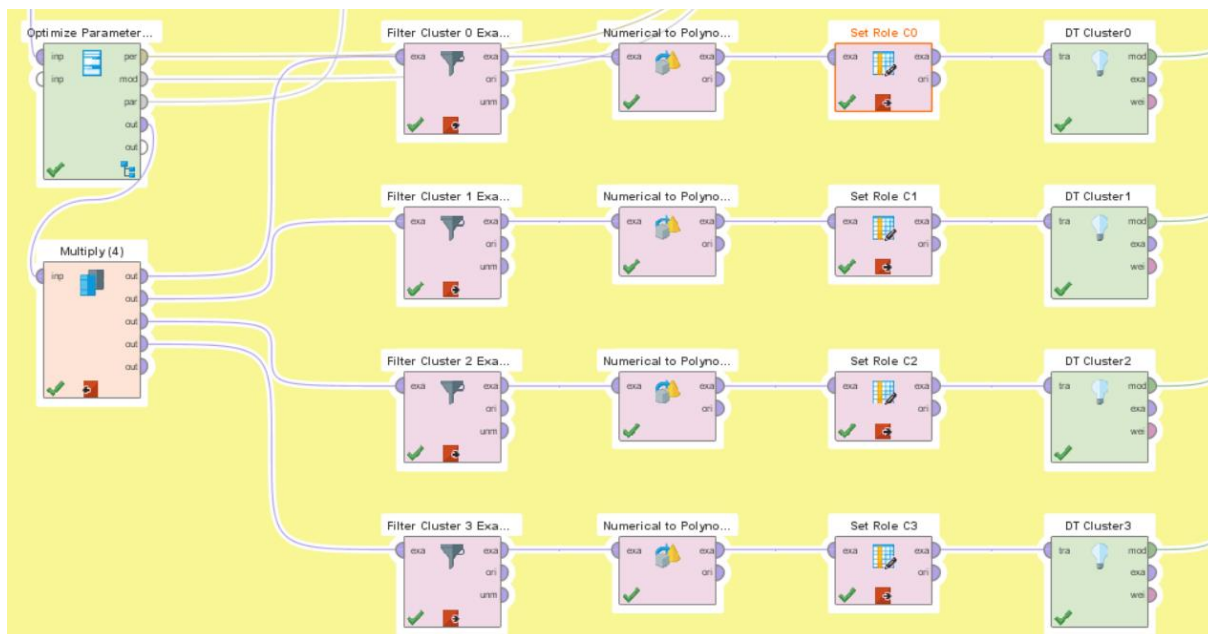 Optimize Parameter...
inp
inp
per
mod
par
out
out
Filter Cluster 0 Exa...
exa
exa
ori
unm
Numerical to Polyno...
exa
exa
ori
Set Role C0
exa
exa
ori
DT Cluster0
tra
mod
exa
wei
Filter Cluster 1 Exa...
exa
exa
ori
unm
Numerical to Polyno...
exa
exa
ori
Set Role C1
exa
exa
ori
DT Cluster1
tra
mod
exa
wei
Multiply (4)
inp
out
out
out
out
out
Filter Cluster 2 Exa...
exa
exa
ori
unm
Numerical to Polyno...
exa
exa
ori
Set Role C2
exa
exa
ori
DT Cluster2
tra
mod
exa
wei
Filter Cluster 3 Exa...
exa
exa
ori
unm
Numerical to Polyno...
exa
exa
ori
Set Role C3
exa
exa
ori
DT Cluster3
tra
mod
exa
wei